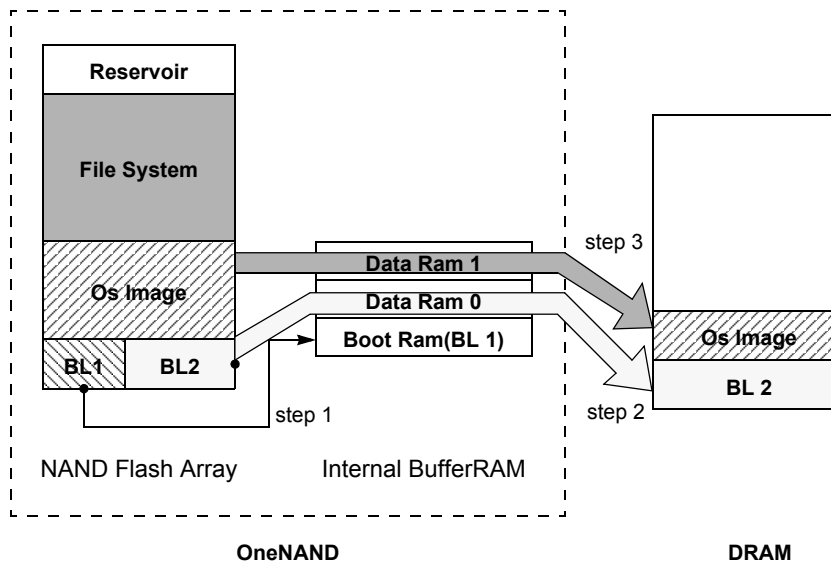 Reservoir
File System
step 3
Data Ram 1
Os Image
Data Ram 0
Os Image
Boot Ram(BL 1)
BL1
BL2
BL 2
step 1
step 2
NAND Flash Array
Internal BufferRAM
OneNAND
DRAM